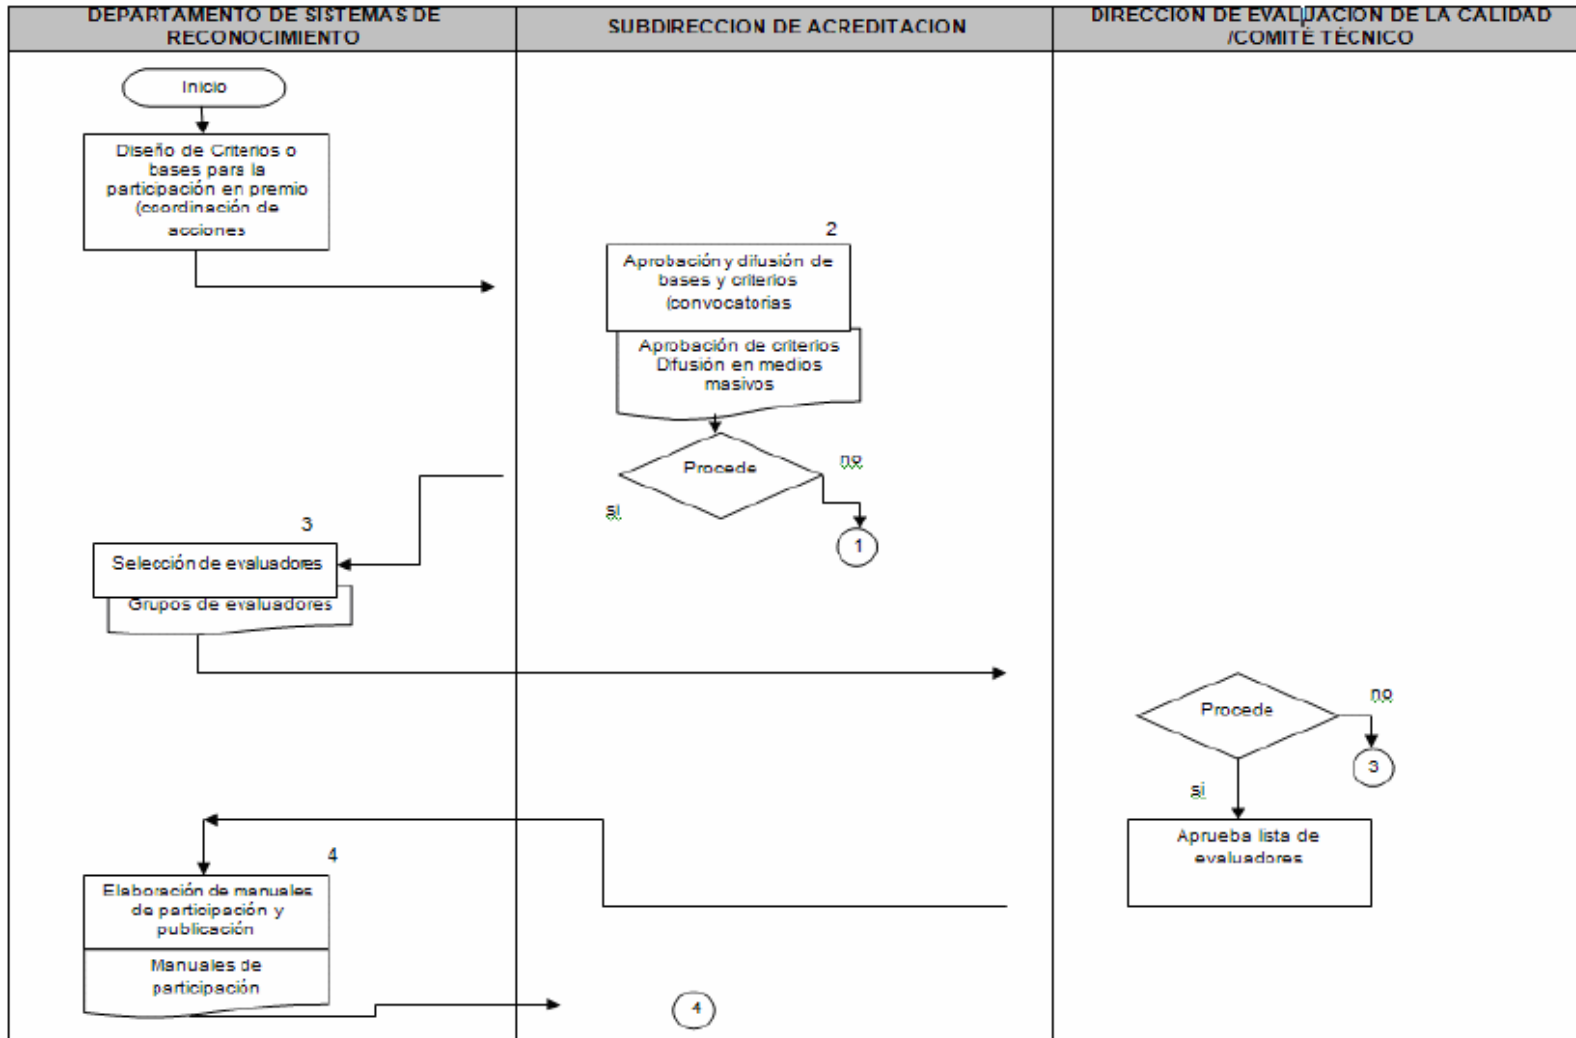 DEPARTAMENTO DE SISTEMAS DE
RECONOCIMIENTO
SUBDIRECCION DE ACREDITACION
DIRECCION DE EVALUACION DE LA CALIDAD
/COMITÉ TÉCNICO
Inicio
Diseño de Criterios o
bases para la
participación en premio
(coordinación de
acciones
2
Aprobación y difusión de
bases y criterios
(convocatorias
Aprobación de criterios
Difusión en medios
masivos
Procede
no
si
1
3
Selección de evaluadores
Grupos de evaluadores
Procede
no
3
si
Aprueba lista de
evaluadores
4
Elaboración de manuales
de participación y
publicación
Manuales de
participación
4